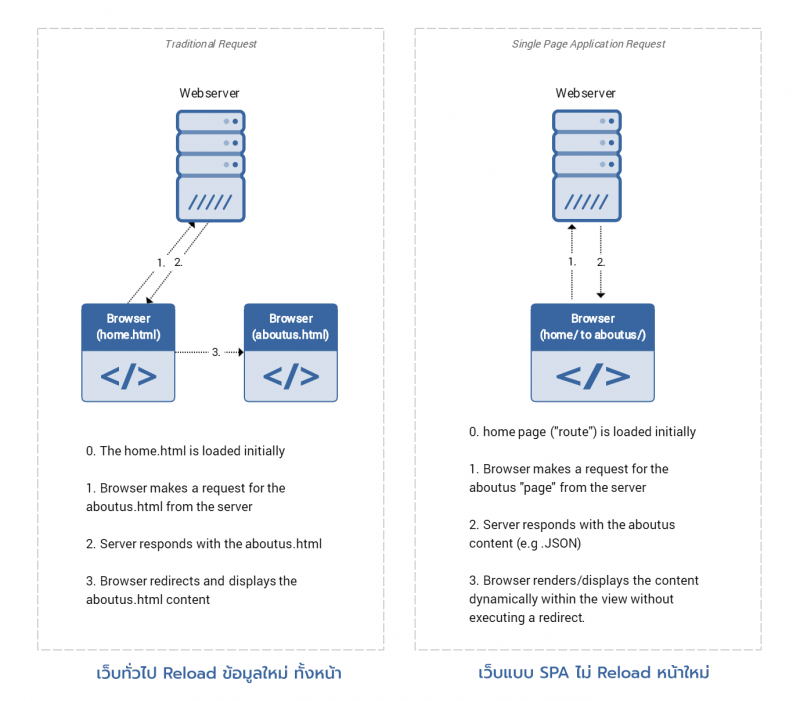 Traditional Request
Webserver
1.
2.
Browser
(home.html)
</>
Browser
(aboutus.html)
</>
3.
0. The home.html is loaded initially
1. Browser makes a request for the
aboutus.html from the server
2. Server responds with the aboutus.html
3. Browser redirects and displays the
aboutus.html content
เว็บทั่วไป Reload ข้อมูลใหม่ ทั้งหน้า
Single Page Application Request
Webserver
1.
2.
Browser
(home/ to aboutus/)
</>
0. home page ("route") is loaded initially
1. Browser makes a request for the
aboutus "page" from the server
2. Server responds with the aboutus
content (e.g .JSON)
3. Browser renders/displays the content
dynamically within the view without
executing a redirect.
เว็บแบบ SPA ไม่ Reload หน้าใหม่